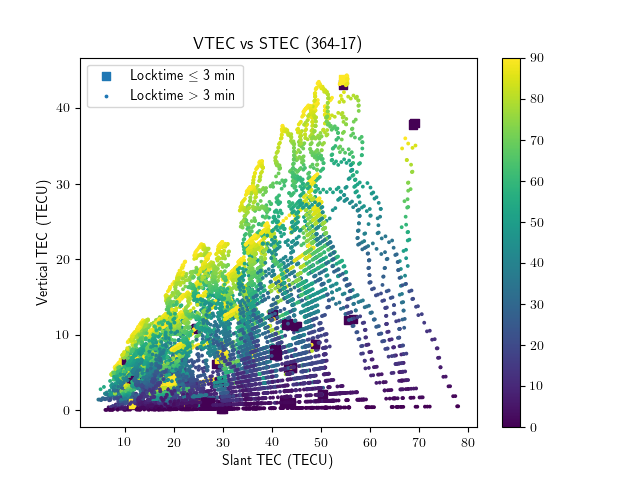 VTEC vs STEC (364-17)
Locktime ≤ 3 min
Locktime > 3 min
Vertical TEC (TECU)
40
30
20
10
0
10 20 30 40 50 60 70 80
Slant TEC (TECU)
90
80
70
60
50
40
30
20
10
0